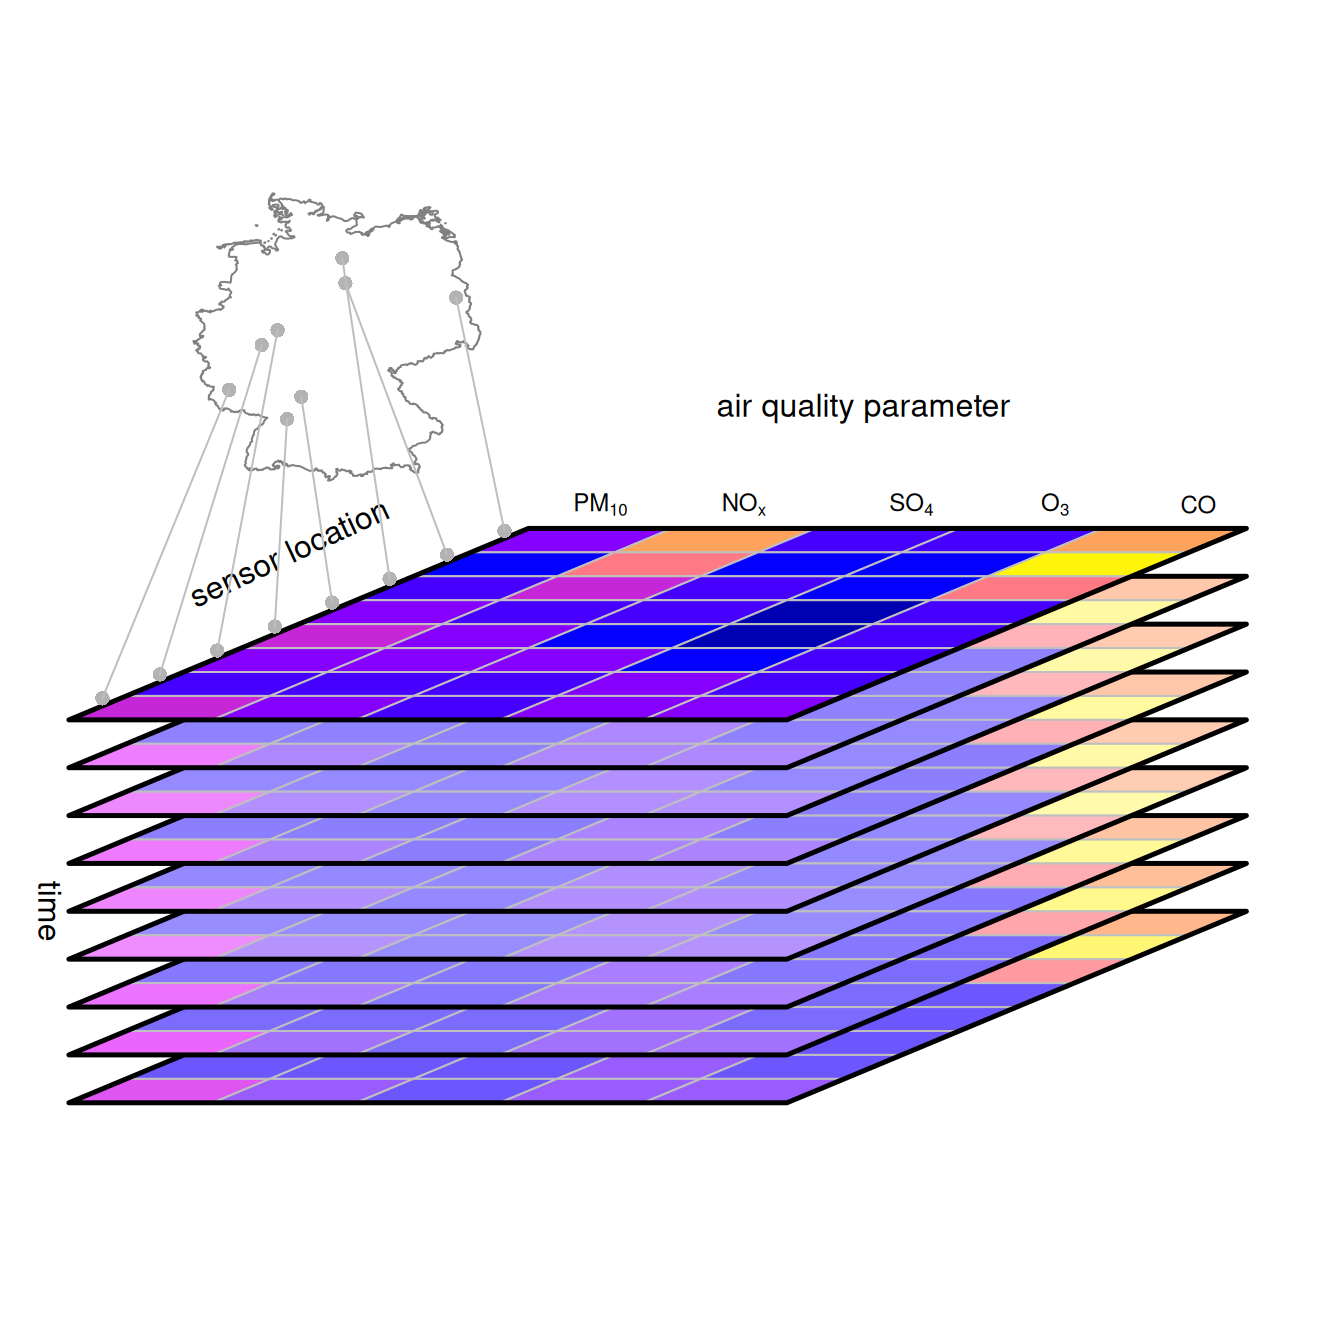 air quality parameter
PM₁₀ NOₓ SO₄ O₃ CO
sensor location
time